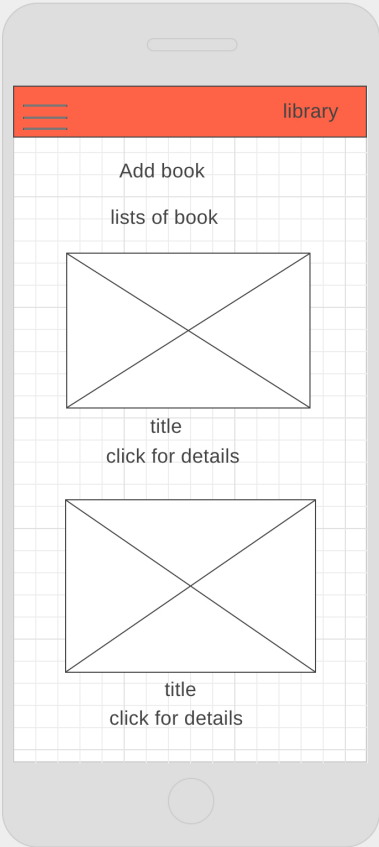 library
Add book
lists of book
title
click for details
title
click for details